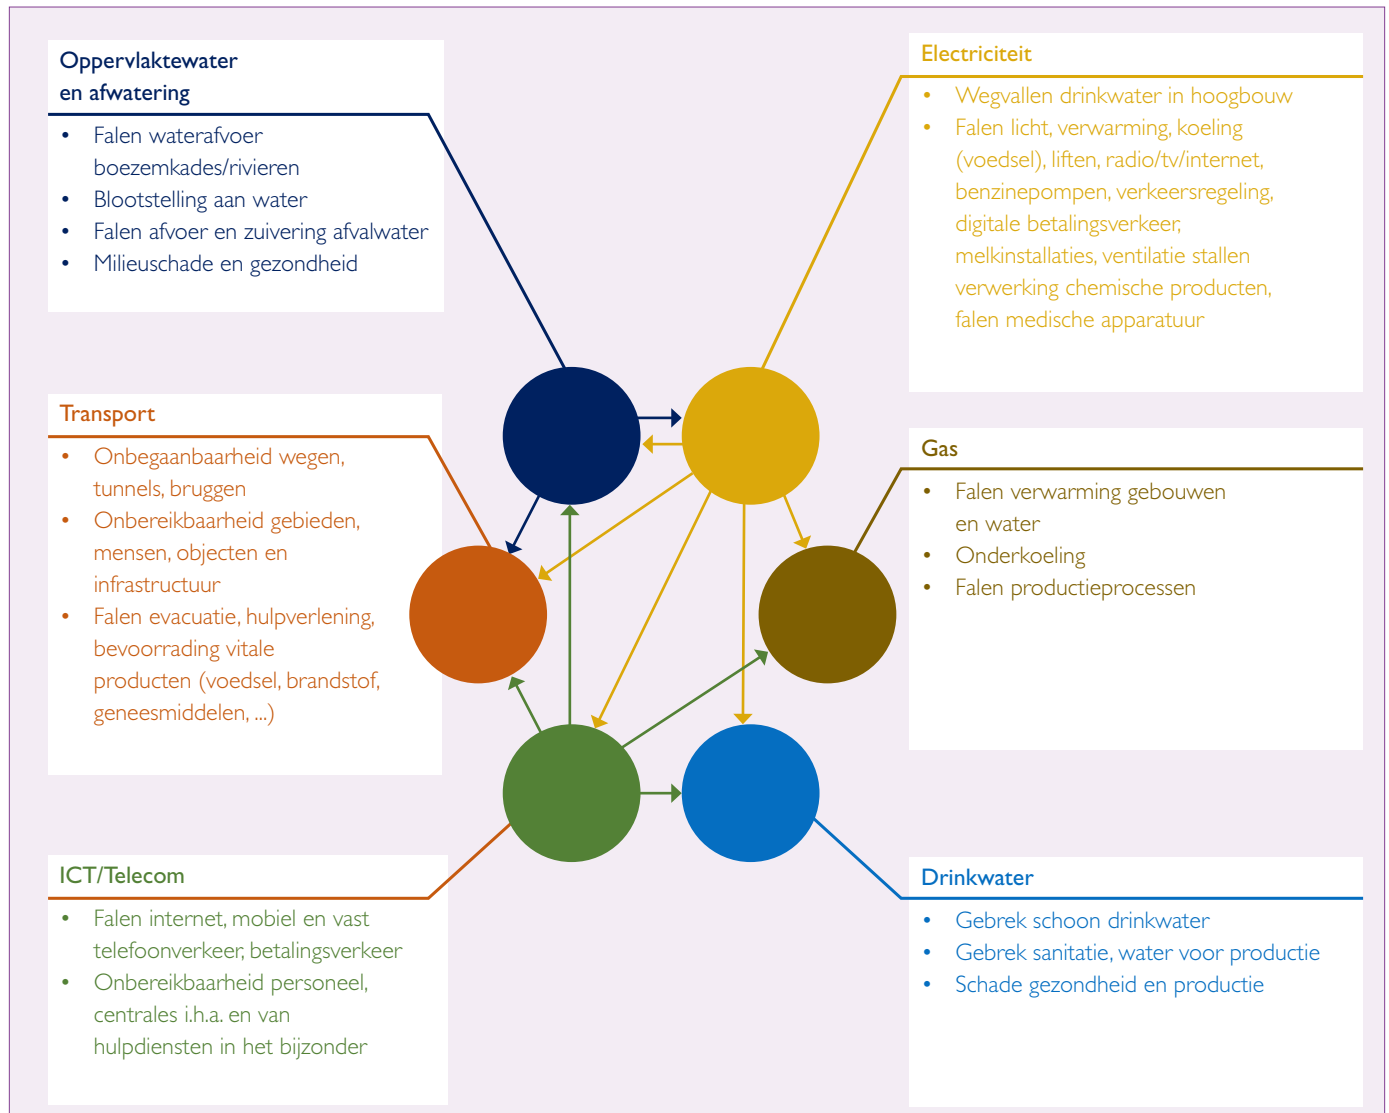 Oppervlaktewater
en afwatering
• Falen waterafvoer
boezemkades/rivieren
• Blootstelling aan water
• Falen afvoer en zuivering afvalwater
• Milieuschade en gezondheid
Electriciteit
• Wegvallen drinkwater in hoogbouw
• Falen licht, verwarming, koeling
(voedsel), liften, radio/tv/internet,
benzinepompen, verkeersregeling,
digitale betalingsverkeer,
melkinstallaties, ventilatie stallen
verwerking chemische producten,
falen medische apparatuur
Transport
• Onbegaanbaarheid wegen,
tunnels, bruggen
• Onbereikbaarheid gebieden,
mensen, objecten en
infrastructuur
• Falen evacuatie, hulpverlening,
bevoorrading vitale
producten (voedsel, brandstof,
geneesmiddelen, ...)
Gas
• Falen verwarming gebouwen
en water
• Onderkoeling
• Falen productieprocessen
ICT/Telecom
• Falen internet, mobiel en vast
telefoonverkeer, betalingsverkeer
• Onbereikbaarheid personeel,
centrales i.h.a. en van
hulpdiensten in het bijzonder
Drinkwater
• Gebrek schoon drinkwater
• Gebrek sanitatie, water voor productie
• Schade gezondheid en productie